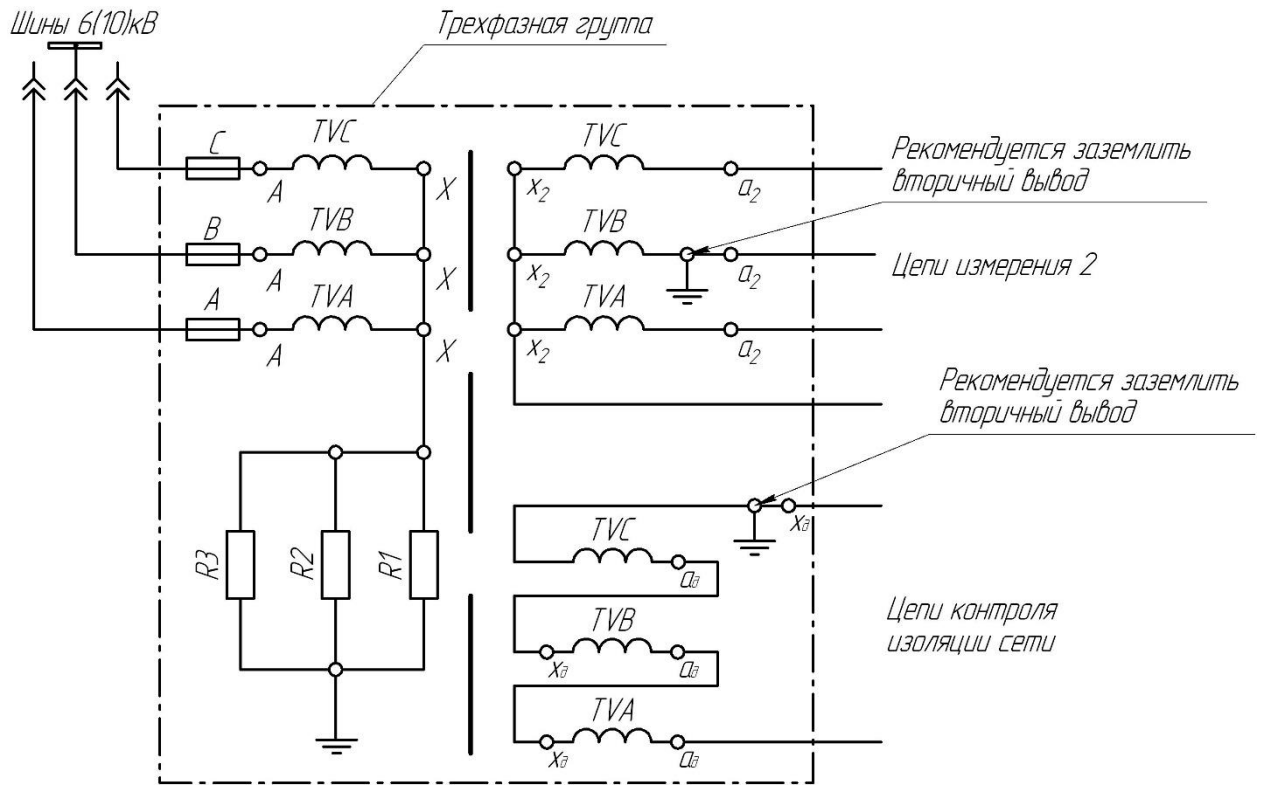 Шины 6(10)кВ
Трехфазная группа
C
TVC
A
X
B
TVB
A
X
A
TVA
A
X
R3
R2
R1
TVC
x2
a2
TVB
x2
a2
TVA
x2
a2
Рекомендуется заземлить
вторичный вывод
Цепи измерения 2
Рекомендуется заземлить
вторичный вывод
xд
TVC
aд
TVB
xд
aд
TVA
xд
aд
Цепи контроля
изоляции сети